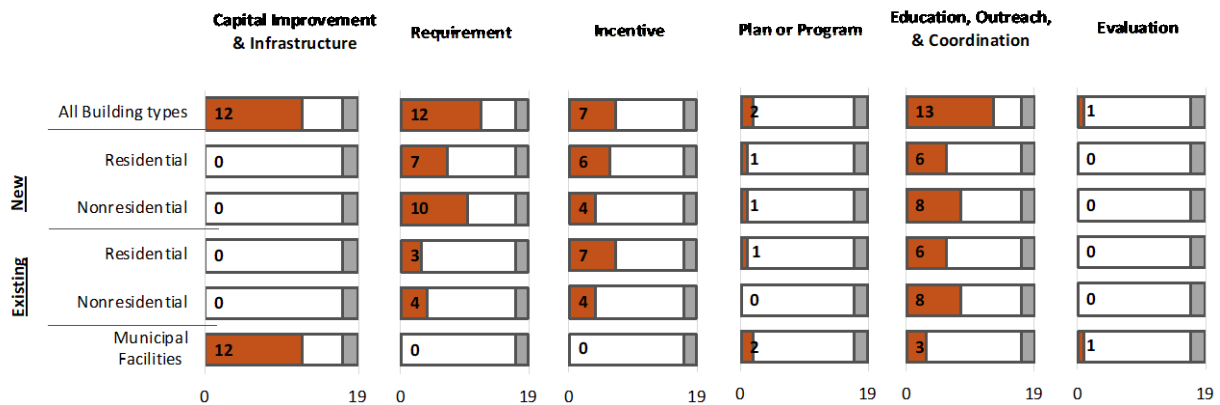 Capital Improvement
& Infrastructure
Requirement
Incentive
Plan or Program
Education, Outreach,
& Coordination
Evaluation
All Building types
12
12
7
2
13
1
New
Residential
0
7
6
1
6
0
Nonresidential
0
10
4
1
8
0
Existing
Residential
0
3
7
1
6
0
Nonresidential
0
4
4
0
8
0
Municipal
Facilities
12
0
0
2
3
1
0 19
0 19
0 19
0 19
0 19
0 19